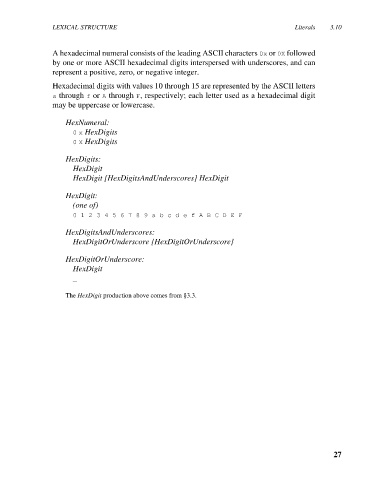 LEXICAL STRUCTURE Literals 3.10
A hexadecimal numeral consists of the leading ASCII characters 0x or 0X followed
by one or more ASCII hexadecimal digits interspersed with underscores, and can
represent a positive, zero, or negative integer.
Hexadecimal digits with values 10 through 15 are represented by the ASCII letters
a through f or A through F, respectively; each letter used as a hexadecimal digit
may be uppercase or lowercase.
HexNumeral:
0 x HexDigits
0 X HexDigits
HexDigits:
HexDigit
HexDigit [HexDigitsAndUnderscores] HexDigit
HexDigit:
(one of)
0 1 2 3 4 5 6 7 8 9 a b c d e f A B C D E F
HexDigitsAndUnderscores:
HexDigitOrUnderscore {HexDigitOrUnderscore}
HexDigitOrUnderscore:
HexDigit
_
The HexDigit production above comes from §3.3.
27